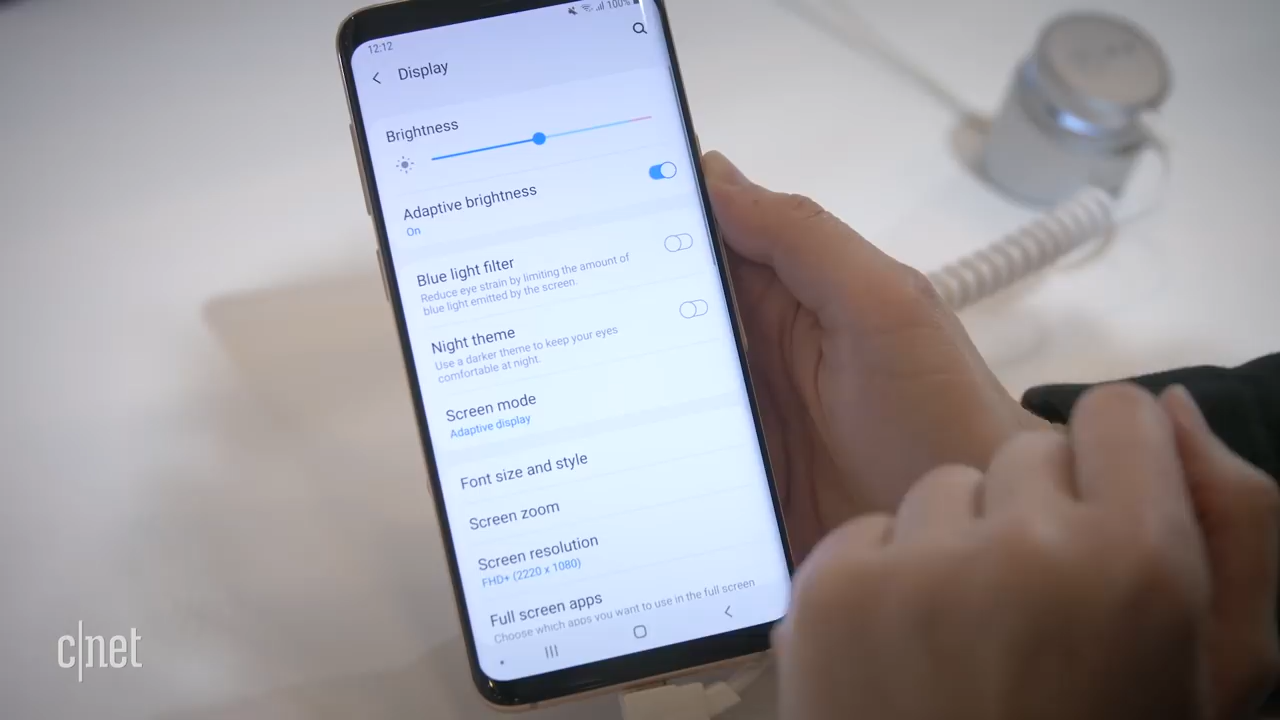 12:12
100%
Display
Brightness
Adaptive brightness
On
Blue light filter
Reduce eye strain by limiting the amount of
blue light emitted by the screen.
Night theme
Use a darker theme to keep your eyes
comfortable at night.
Screen mode
Adaptive display
Font size and style
Screen zoom
Screen resolution
FHD+ (2220 x 1080)
Full screen apps
Choose which apps you want to use in the full screen
c|net